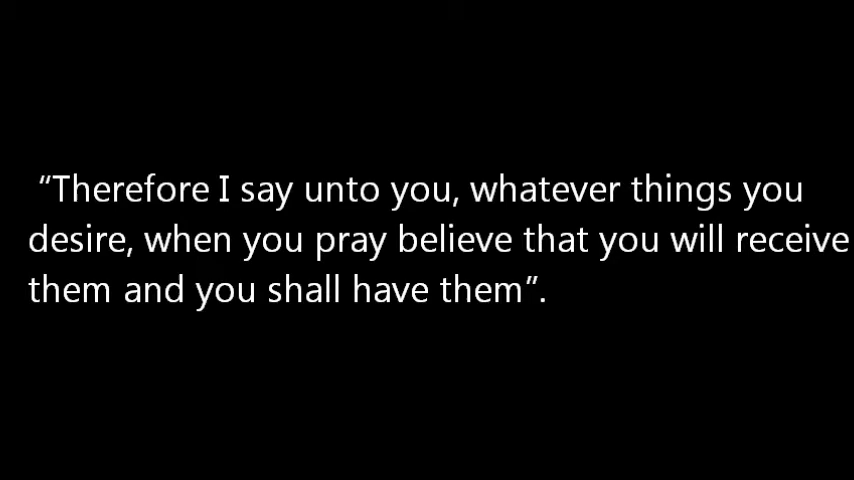 “Therefore I say unto you, whatever things you
desire, when you pray believe that you will receive
them and you shall have them”.